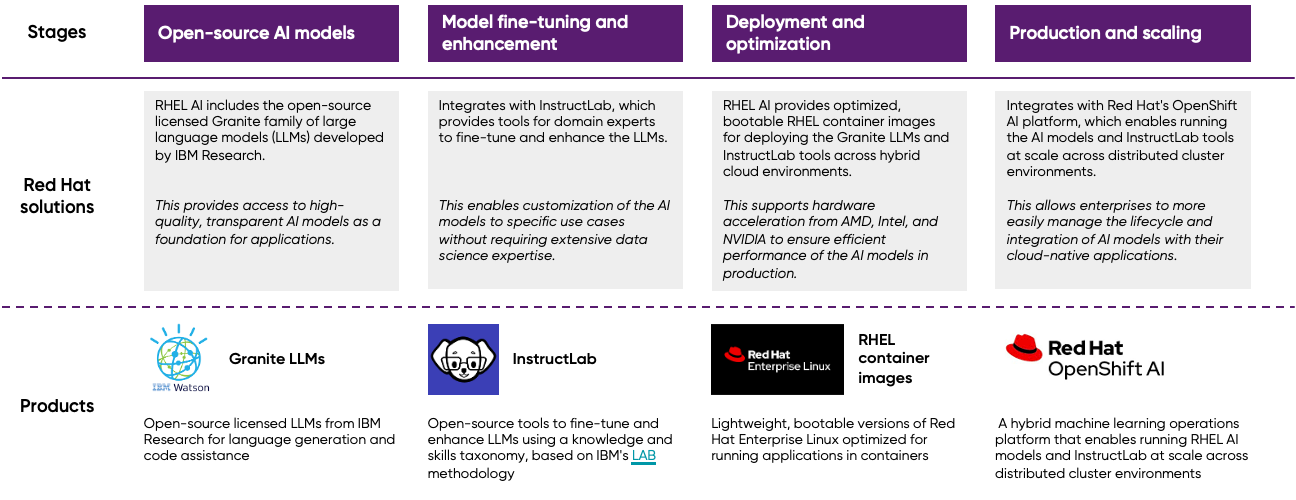 Stages
Open-source AI models
Model fine-tuning and
enhancement
Deployment and
optimization
Production and scaling
Red Hat
solutions
RHEL AI includes the open-source
licensed Granite family of large
language models (LLMs) developed
by IBM Research.
This provides access to high-
quality, transparent AI models as a
foundation for applications.
Integrates with InstructLab, which
provides tools for domain experts
to fine-tune and enhance the LLMs.
This enables customization of the AI
models to specific use cases
without requiring extensive data
science expertise.
RHEL AI provides optimized,
bootable RHEL container images
for deploying the Granite LLMs and
InstructLab tools across hybrid
cloud environments.
This supports hardware
acceleration from AMD, Intel, and
NVIDIA to ensure efficient
performance of the AI models in
production.
Integrates with Red Hat's OpenShift
AI platform, which enables running
the AI models and InstructLab tools
at scale across distributed cluster
environments.
This allows enterprises to more
easily manage the lifecycle and
integration of AI models with their
cloud-native applications.
Products
IBM Watson
Granite LLMs
Open-source licensed LLMs from IBM
Research for language generation and
code assistance
InstructLab
Open-source tools to fine-tune and
enhance LLMs using a knowledge and
skills taxonomy, based on IBM's LAB
methodology
Red Hat
Enterprise Linux
RHEL
container
images
Lightweight, bootable versions of Red
Hat Enterprise Linux optimized for
running applications in containers
Red Hat
OpenShift AI
A hybrid machine learning operations
platform that enables running RHEL AI
models and InstructLab at scale across
distributed cluster environments